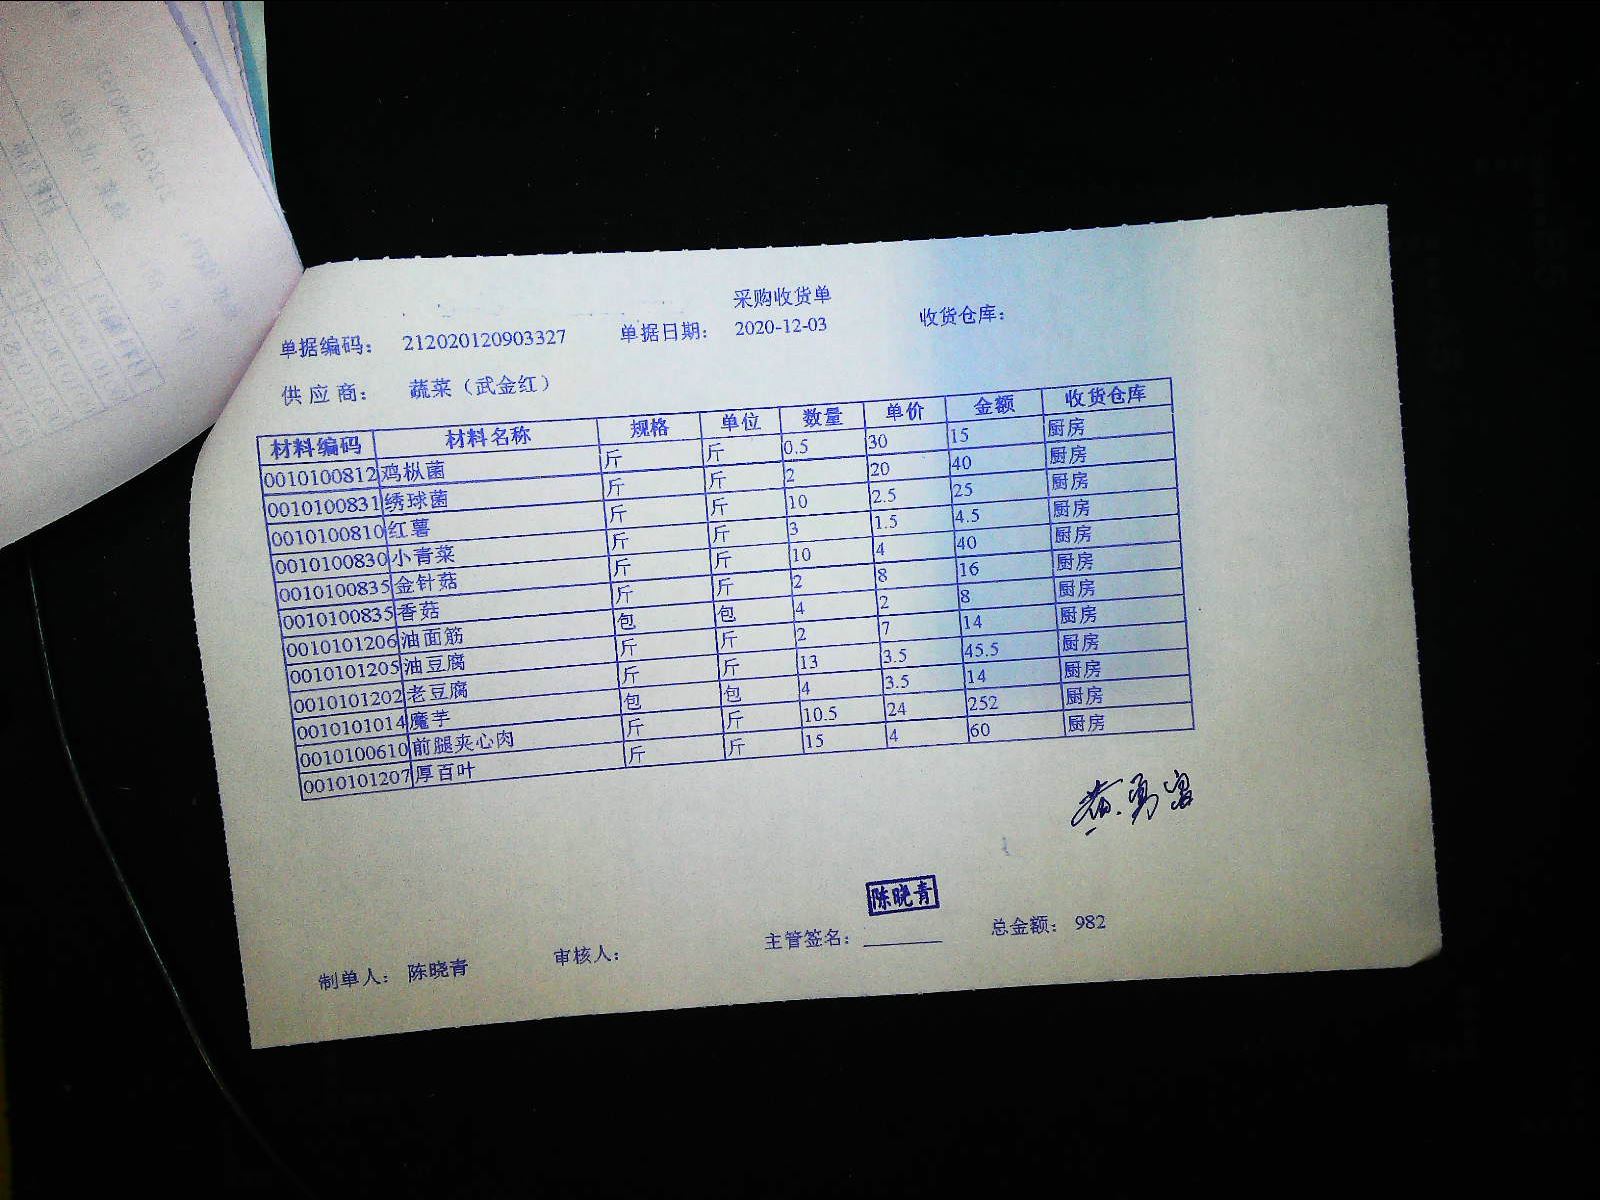 采购收货单
单据编码： 212020120903327 单据日期： 2020-12-03 收货仓库：
供应商： 蔬菜（武金红）
材料编码 材料名称 规格 单位 数量 单价 金额 收货仓库
0010100812 鸡枞菌 斤 斤 0.5 30 15 厨房
0010100831 绣球菌 斤 斤 2 20 40 厨房
0010100810 红薯 斤 斤 10 2.5 25 厨房
0010100830 小青菜 斤 斤 3 1.5 4.5 厨房
0010100835 金针菇 斤 斤 10 4 40 厨房
0010100835 香菇 斤 斤 2 8 16 厨房
0010101206 油面筋 包 包 4 2 8 厨房
0010101205 油豆腐 斤 斤 2 7 14 厨房
0010101202 老豆腐 斤 斤 13 3.5 45.5 厨房
0010101014 魔芋 包 包 4 3.5 14 厨房
0010100610 前腿夹心肉 斤 斤 10.5 24 252 厨房
0010101207 厚百叶 斤 斤 15 4 60 厨房
陈晓青
制单人： 陈晓青 审核人： 主管签名： 总金额： 982